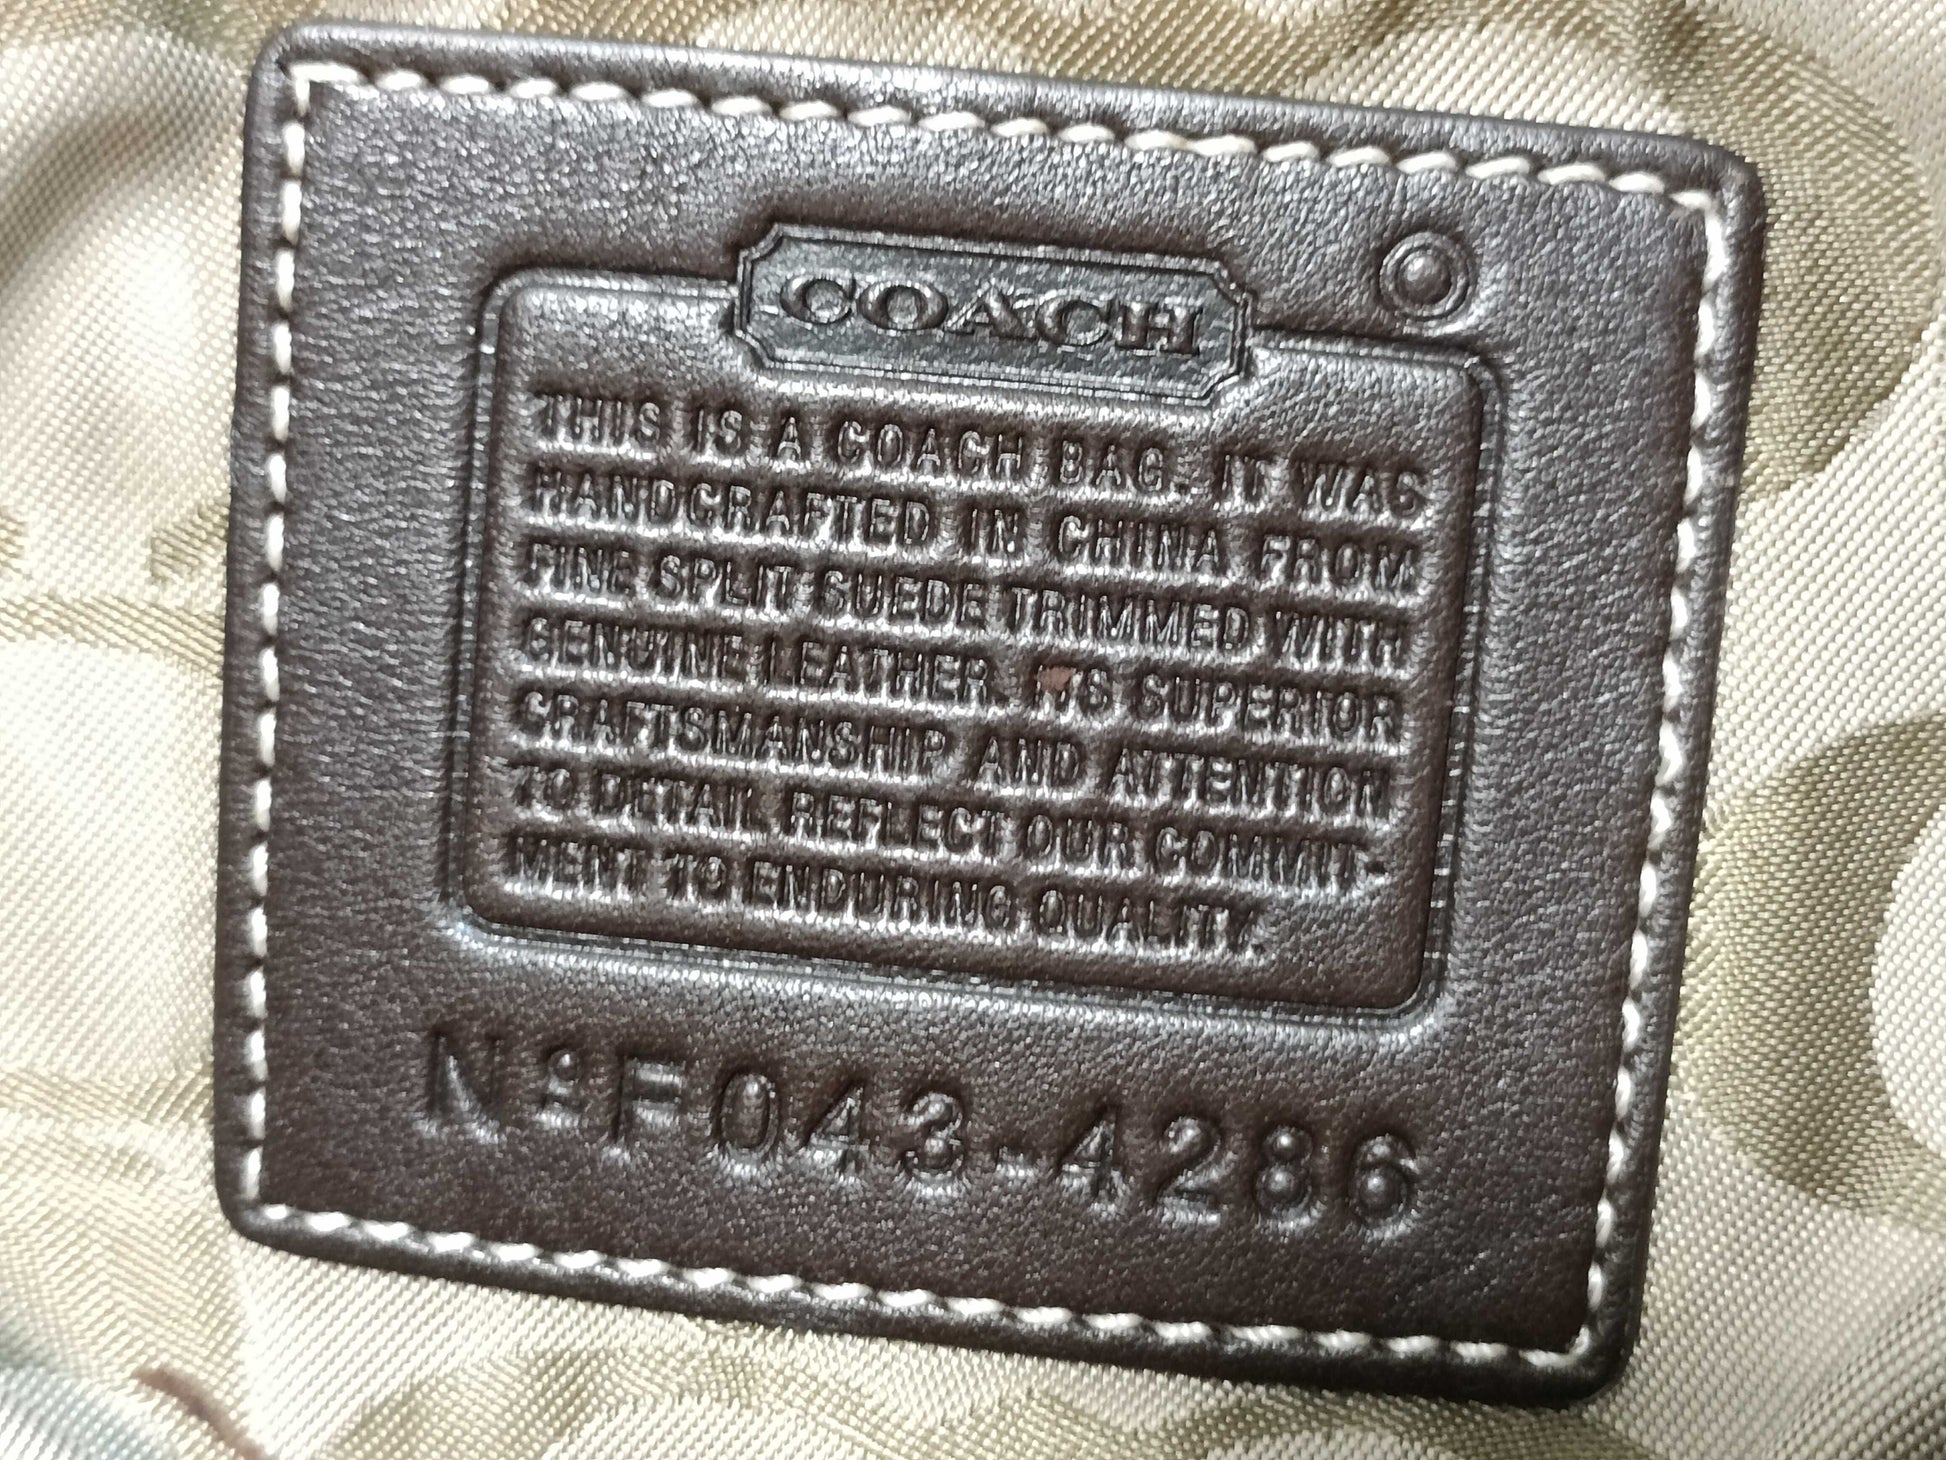 COACH
THIS IS A COACH BAG. IT WAS
HANDCRAFTED IN CHINA FROM
FINE SPLIT SUEDE TRIMMED WITH
GENUINE LEATHER. ITS SUPERIOR
CRAFTSMANSHIP AND ATTENTION
TO DETAIL REFLECT OUR COMMIT-
MENT TO ENDURING QUALITY.
Nº F043-4286